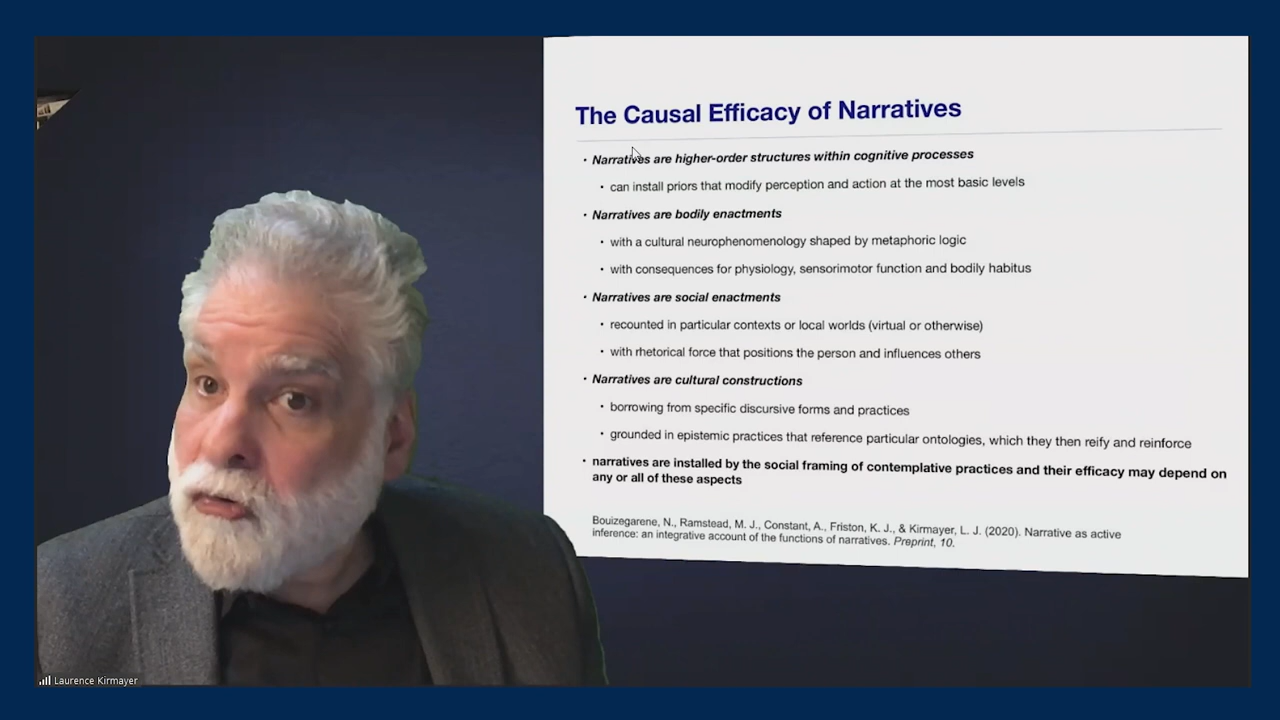 The Causal Efficacy of Narratives
• Narratives are higher-order structures within cognitive processes
• can install priors that modify perception and action at the most basic levels
• Narratives are bodily enactments
• with a cultural neurophenomenology shaped by metaphoric logic
• with consequences for physiology, sensorimotor function and bodily habitus
• Narratives are social enactments
• recounted in particular contexts or local worlds (virtual or otherwise)
• with rhetorical force that positions the person and influences others
• Narratives are cultural constructions
• borrowing from specific discursive forms and practices
• grounded in epistemic practices that reference particular ontologies, which they then reify and reinforce
• narratives are installed by the social framing of contemplative practices and their efficacy may depend on
any or all of these aspects
Bouizegarene, N., Ramstead, M. J., Constant, A., Friston, K. J., & Kirmayer, L. J. (2020). Narrative as active
inference: an integrative account of the functions of narratives. Preprint, 10.
Laurence Kirmayer